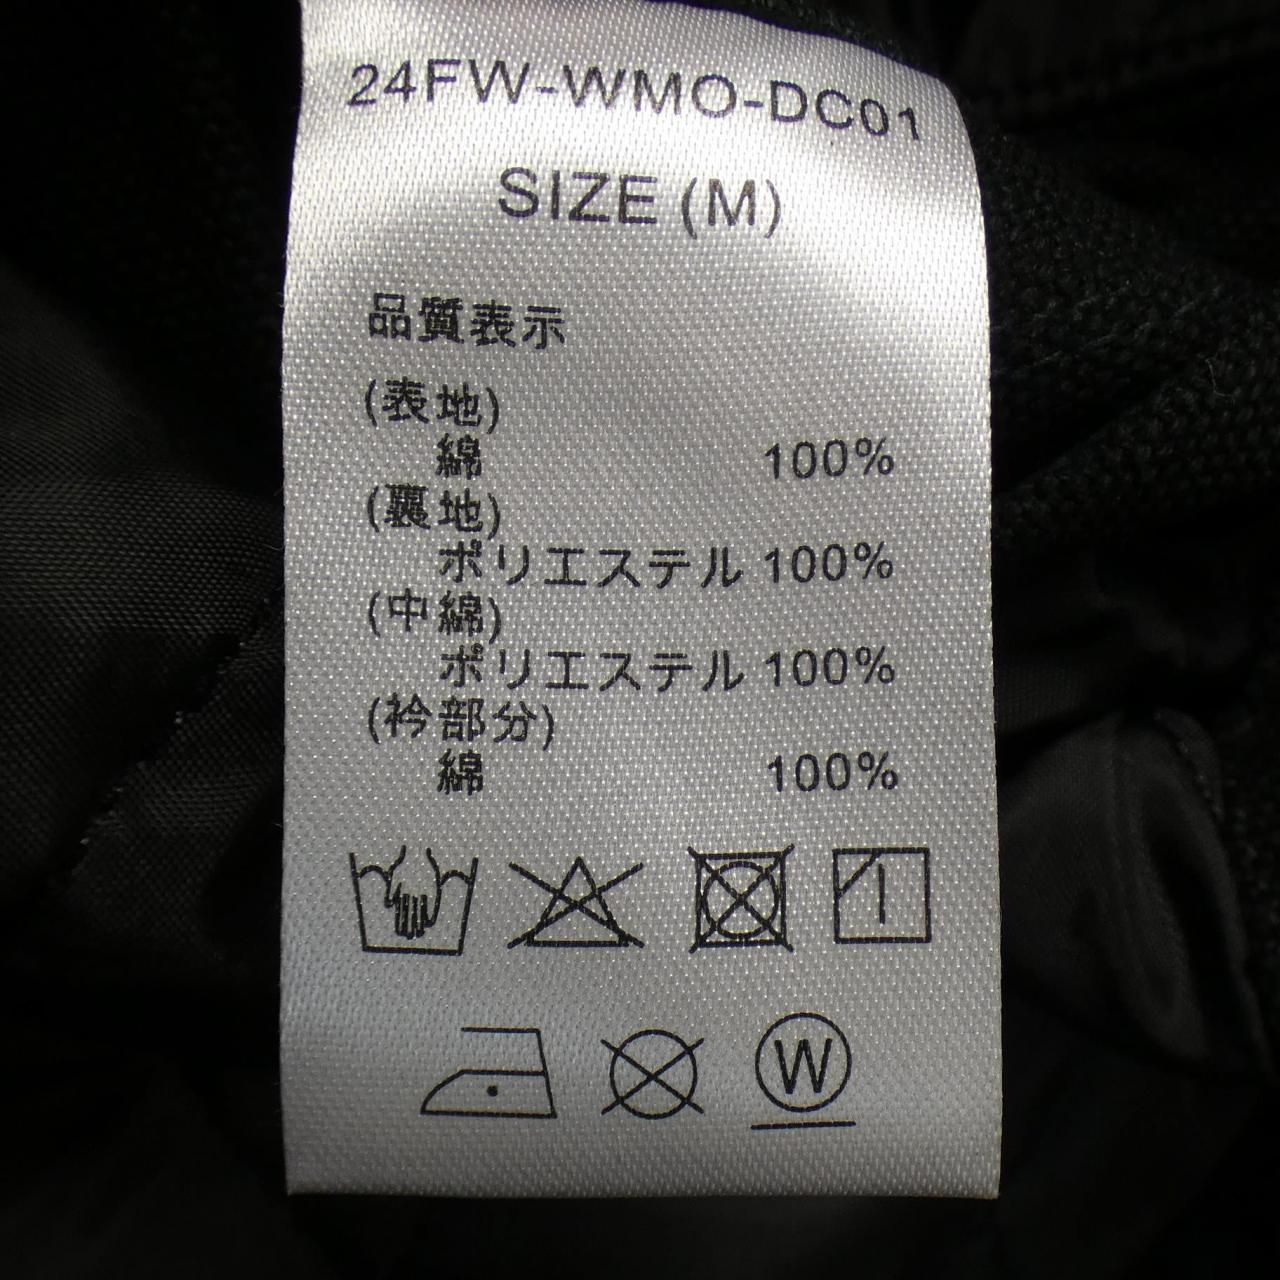 24FW-WMO-DC01
SIZE (M)
品質表示
(表地)
綿 100%
(裏地)
ポリエステル 100%
(中綿)
ポリエステル 100%
(衿部分)
綿 100%
W